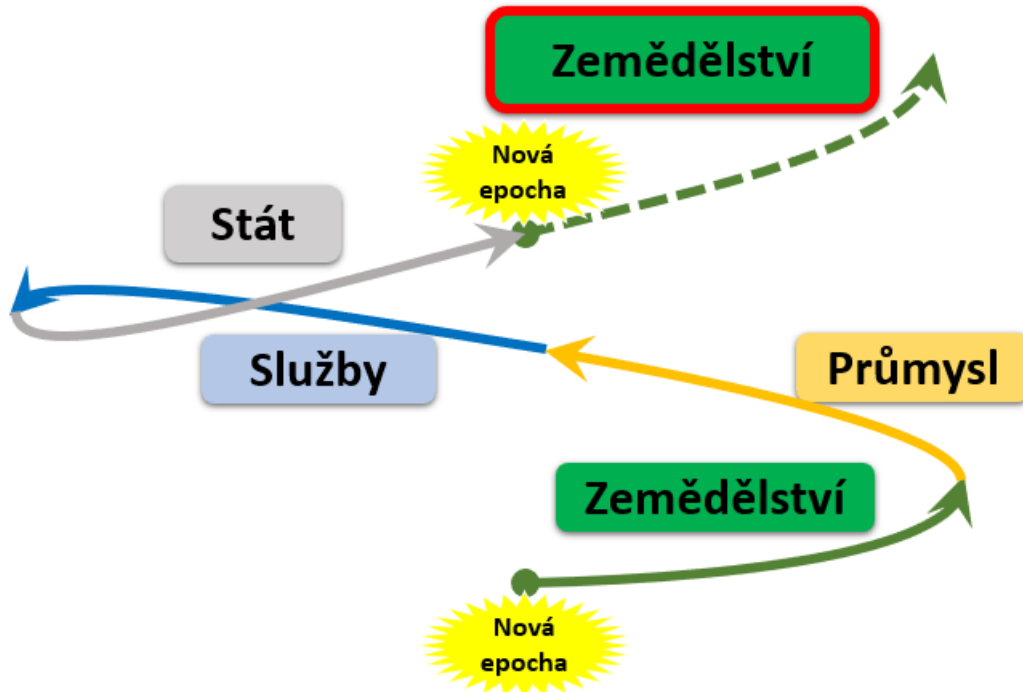 Zemědělství
Nová
epocha
Stát
Služby
Průmysl
Zemědělství
Nová
epocha